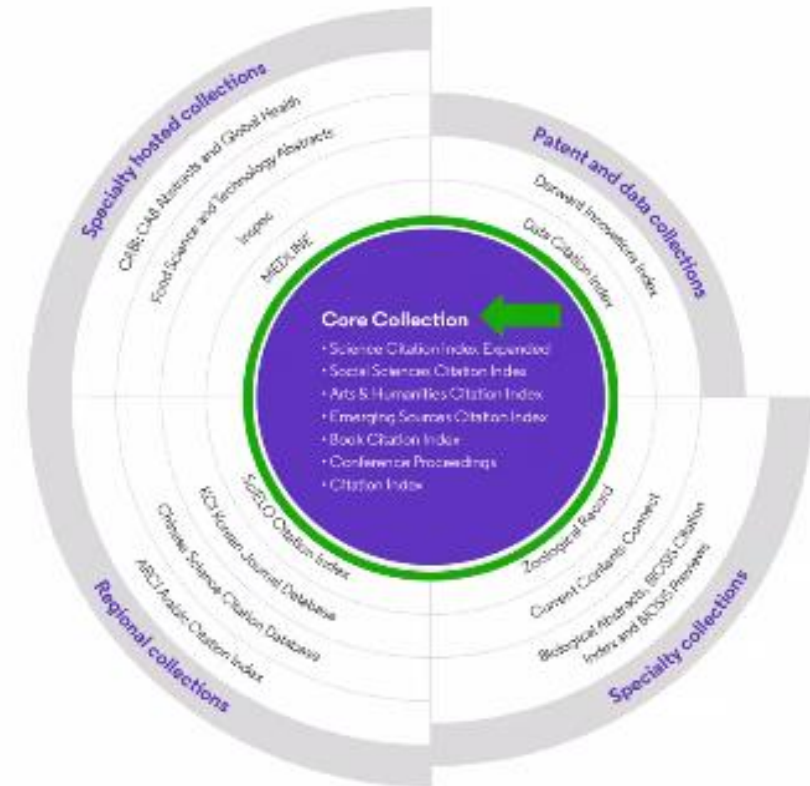 Specialty hosted collections
CABI: CAB Abstracts and Global Health
Food Science and Technology Abstracts
Inspec
MEDLINE
Patent and data collections
Derwent Innovations Index
Data Citation Index
Core Collection
• Science Citation Index Expanded
• Social Sciences Citation Index
• Arts & Humanities Citation Index
• Emerging Sources Citation Index
• Book Citation Index
• Conference Proceedings
• Citation Index
SciELO Citation Index
KCI Korean Journal Database
Chinese Science Citation Database
ARCI Arabic Citation Index
Regional collections
Zoological Record
Current Contents Connect
Biological Abstracts, BIOSIS Citation
Index and BIOSIS Previews
Specialty collections